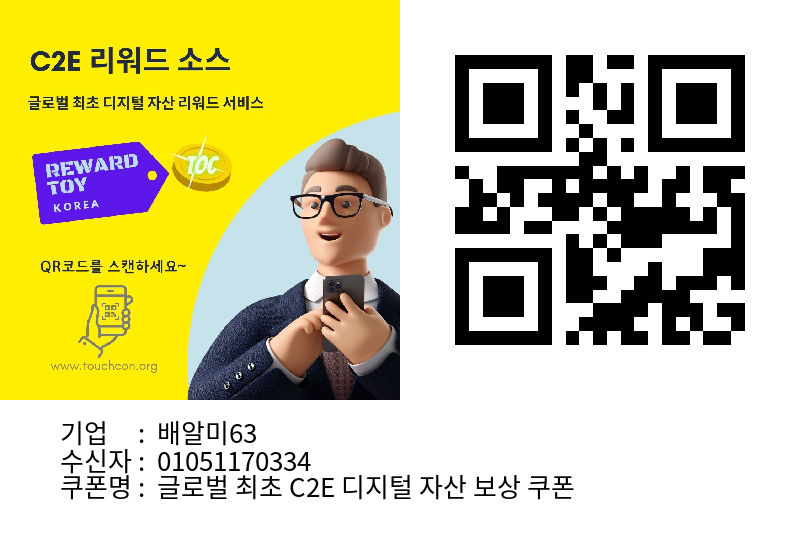 C2E 리워드 소스
글로벌 최초 디지털 자산 리워드 서비스
REWARD
TOY
KOREA
TOC
QR코드를 스캔하세요~
www.touchcon.org
기업 : 배알미63
수신자 : 01051170334
쿠폰명 : 글로벌 최초 C2E 디지털 자산 보상 쿠폰